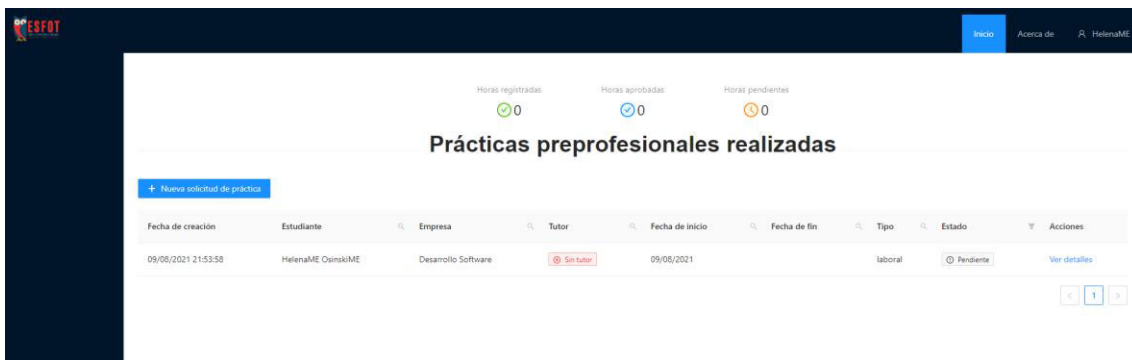 ESFOT
Inicio Acerca de HelenaME
Horas registradas Horas aprobadas Horas pendientes
0 0 0
Prácticas preprofesionales realizadas
+ Nueva solicitud de práctica
Fecha de creación Estudiante Empresa Tutor Fecha de inicio Fecha de fin Tipo Estado Acciones
09/08/2021 21:53:58 HelenaME OsinskiME Desarrollo Software Sin tutor 09/08/2021 laboral Pendiente Ver detalles
< 1 >